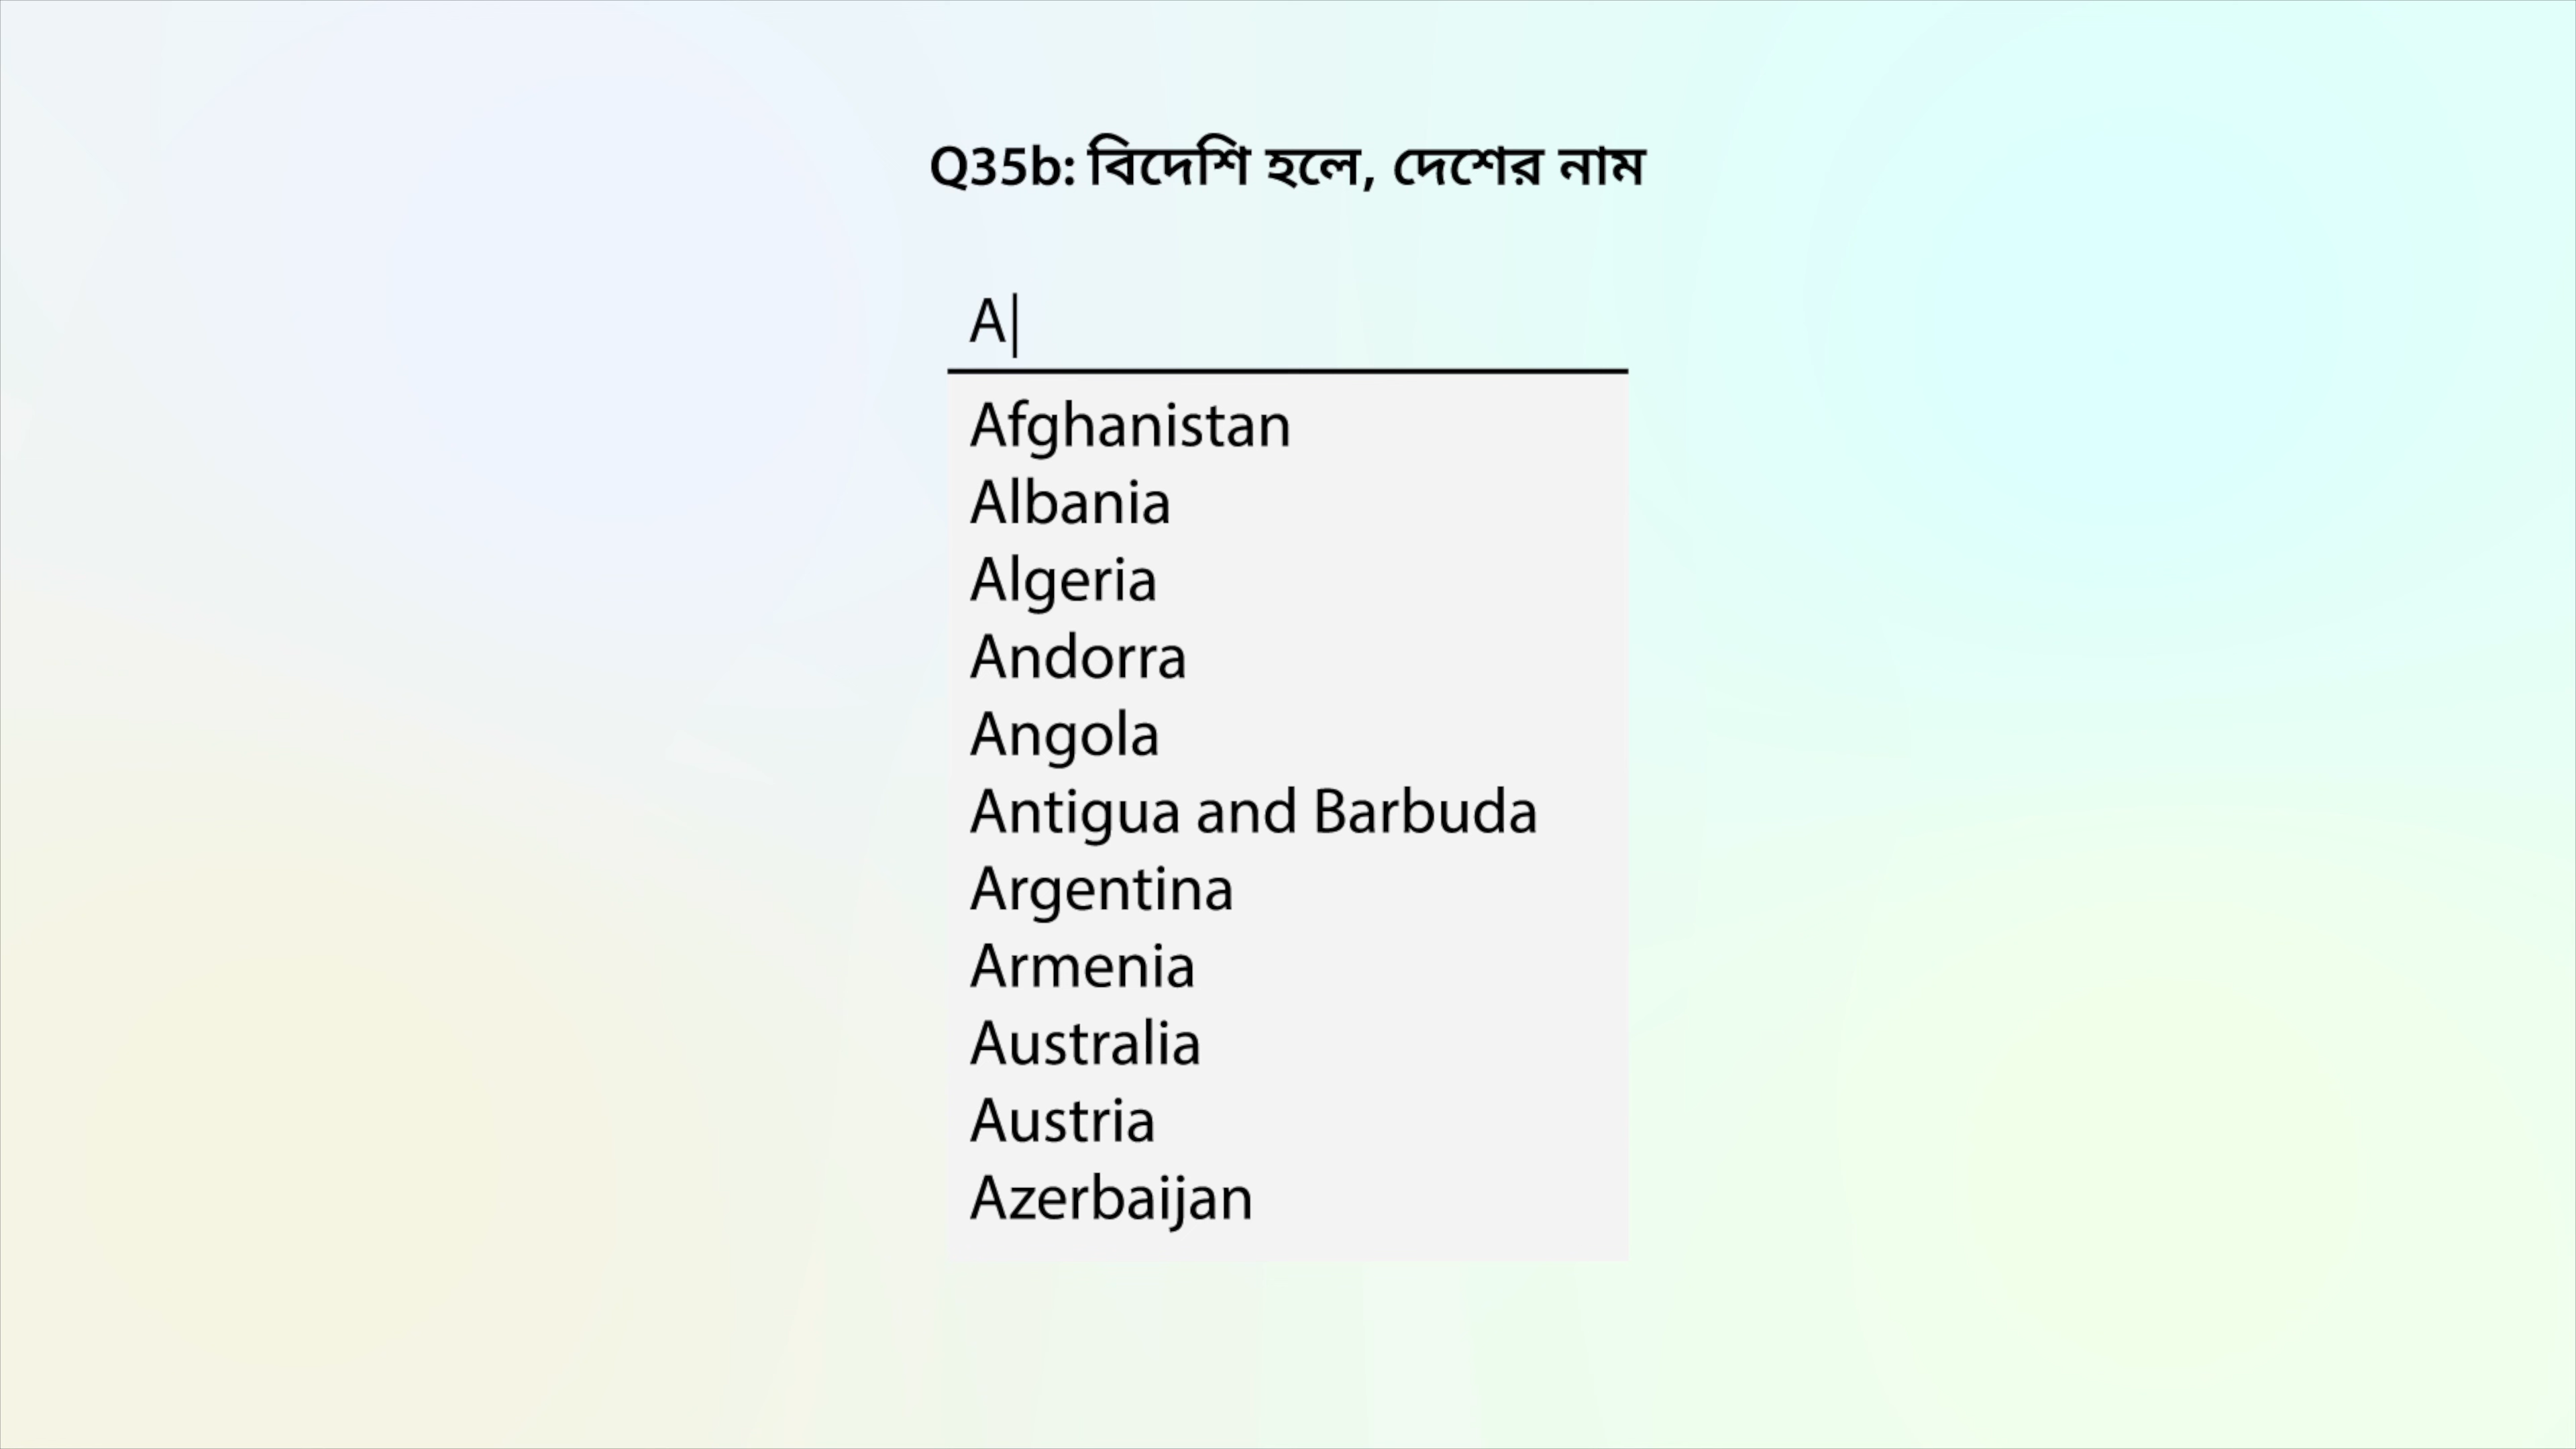 Q35b: বিদেশি হলে, দেশের নাম
A
Afghanistan
Albania
Algeria
Andorra
Angola
Antigua and Barbuda
Argentina
Armenia
Australia
Austria
Azerbaijan